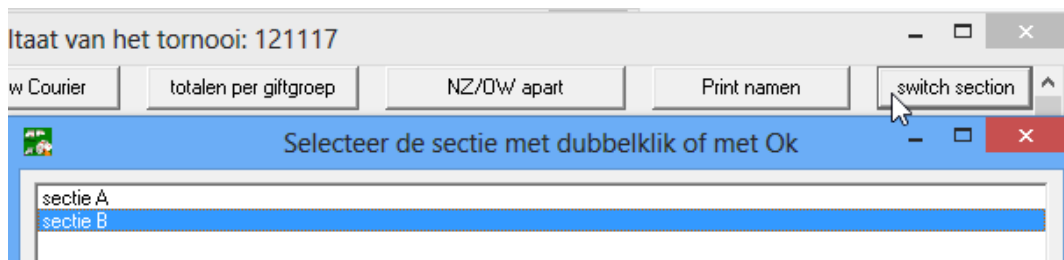 ltaat van het tornooi: 121117
w Courier totalen per giftgroep NZ/OW apart Print namen switch section
Selecteer de sectie met dubbelklik of met Ok
sectie A
sectie B